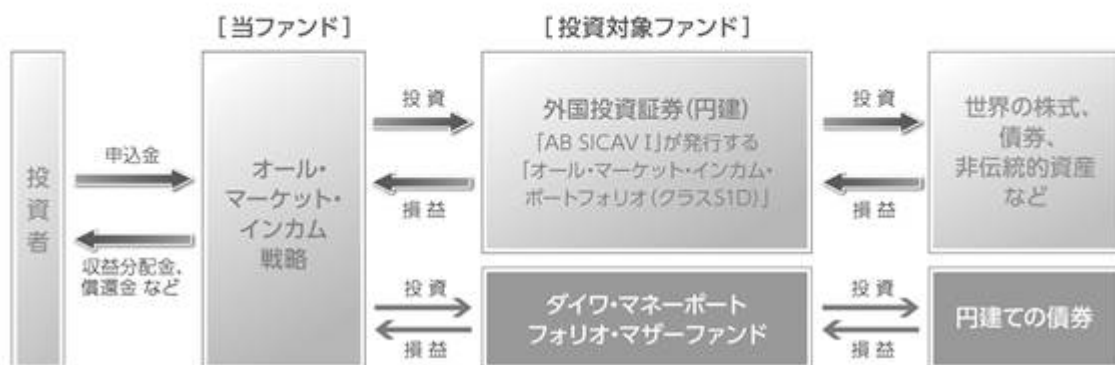 [当ファンド]
[投資対象ファンド]
投資者
申込金
収益分配金、
償還金 など
オール・
マーケット・
インカム
戦略
投資
損益
外国投資証券(円建)
「AB SICAV I」が発行する
「オール・マーケット・インカム・
ポートフォリオ(クラスS1D)」
投資
損益
世界の株式、
債券、
非伝統的資産
など
投資
損益
ダイワ・マネーポート
フォリオ・マザーファンド
投資
損益
円建ての債券